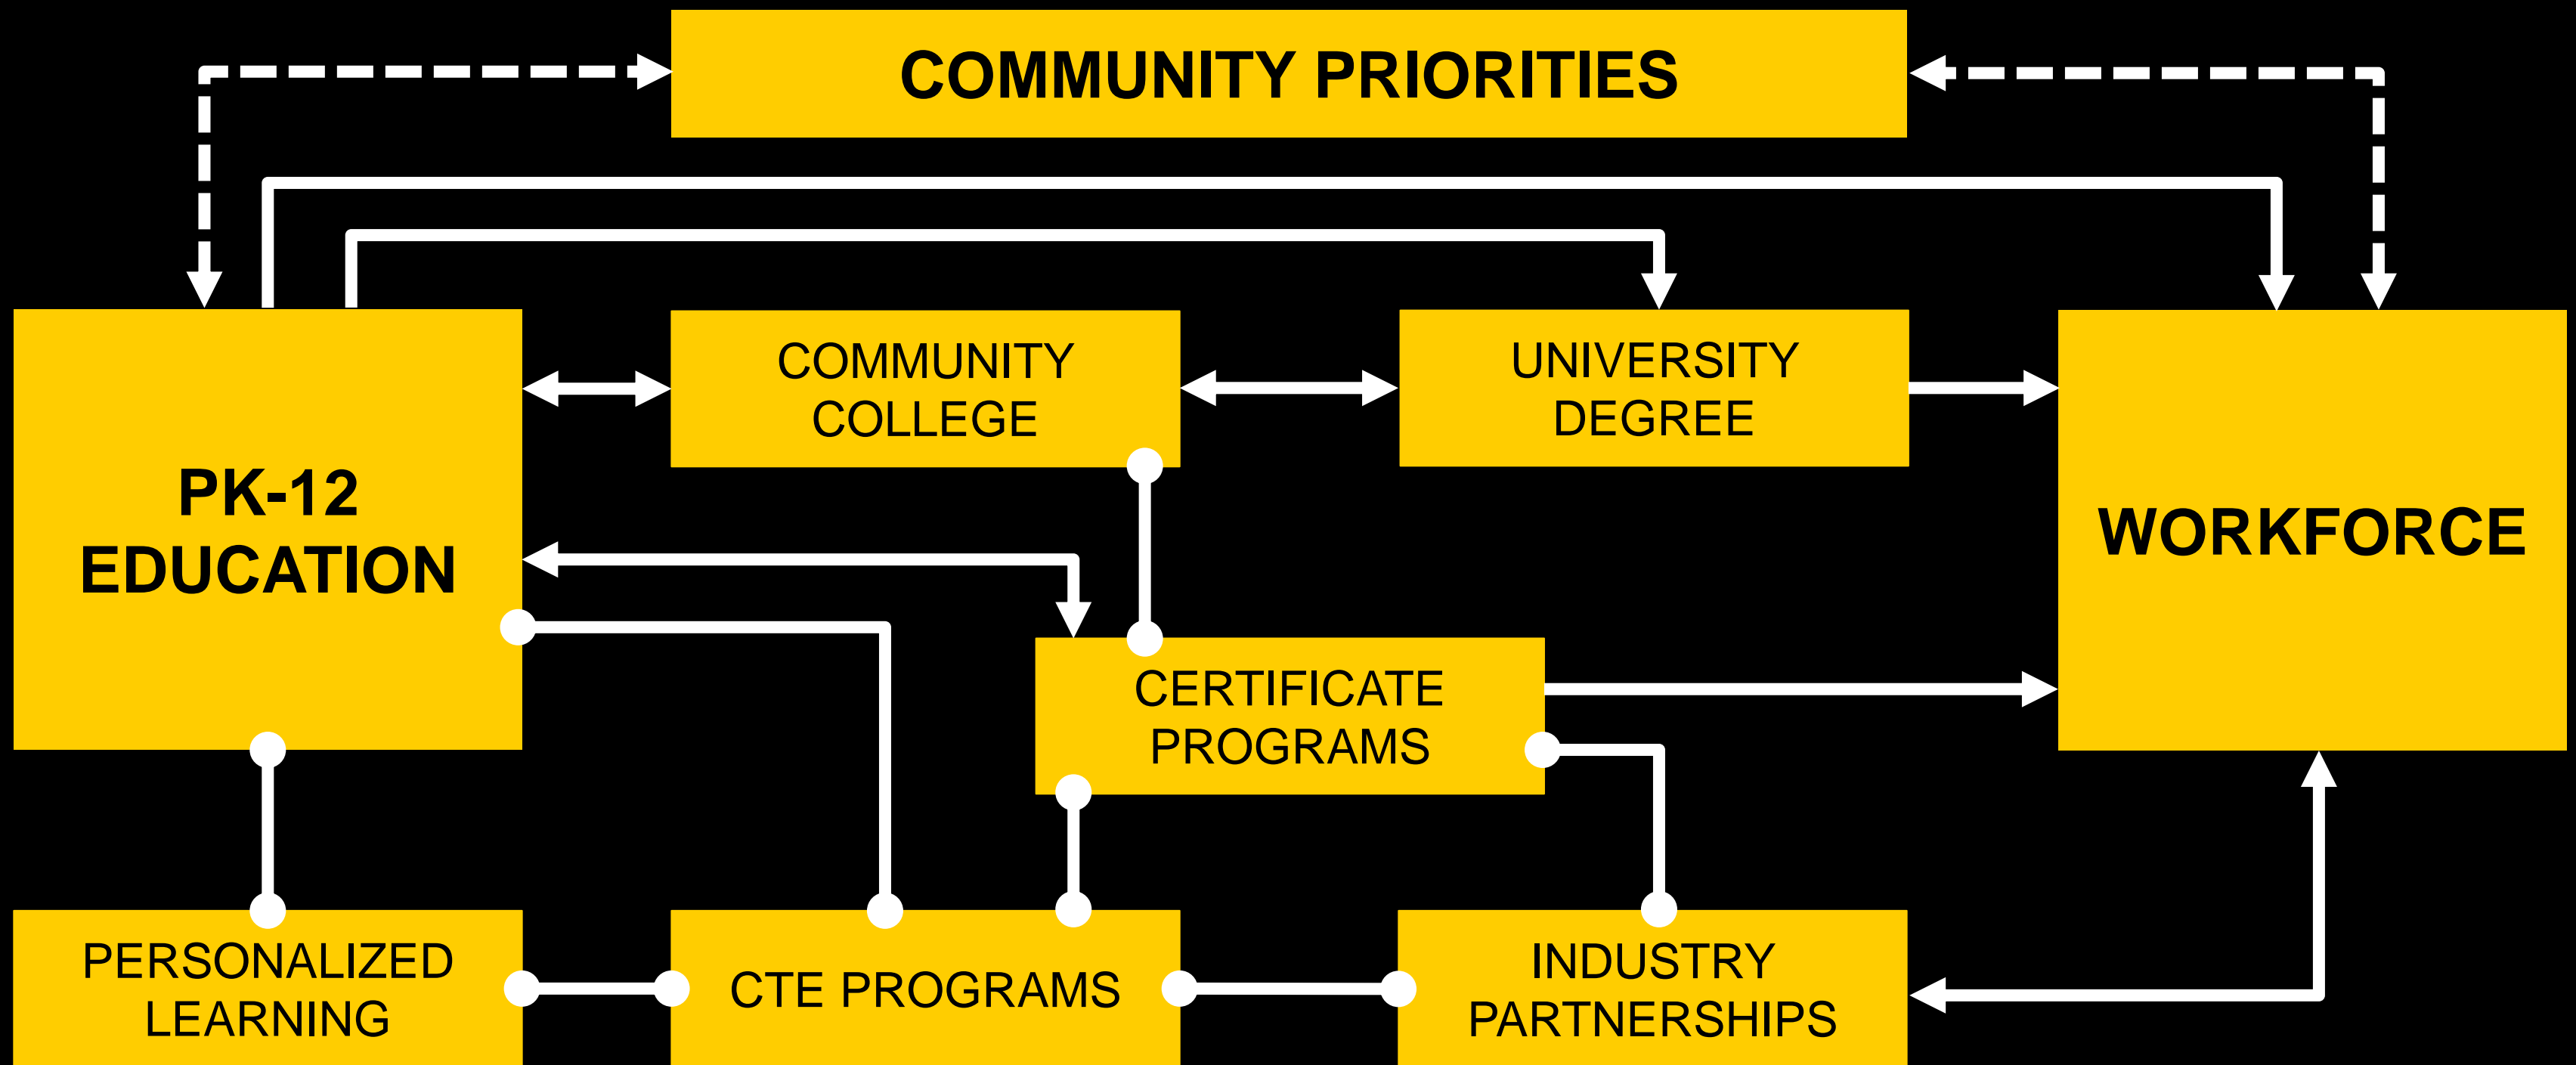 COMMUNITY PRIORITIES
COMMUNITY
COLLEGE
UNIVERSITY
DEGREE
PK-12
EDUCATION
WORKFORCE
CERTIFICATE
PROGRAMS
PERSONALIZED
LEARNING
CTE PROGRAMS
INDUSTRY
PARTNERSHIPS